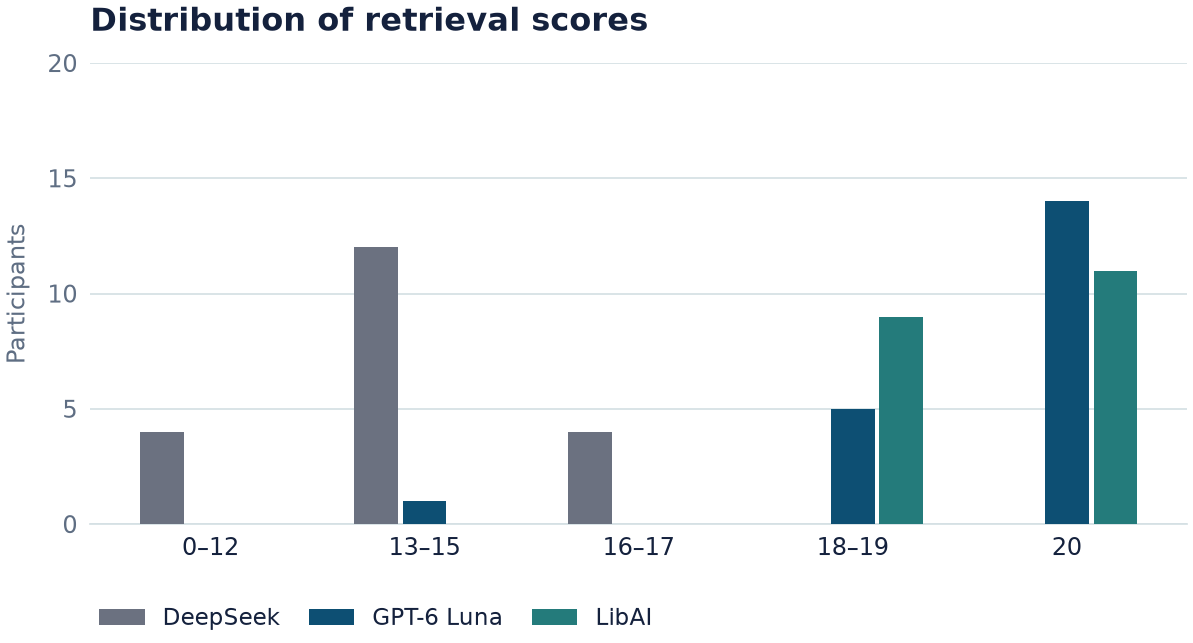 Distribution of retrieval scores
20
15
10
5
0
Participants
0–12 13–15 16–17 18–19 20
DeepSeek GPT-6 Luna LibAI